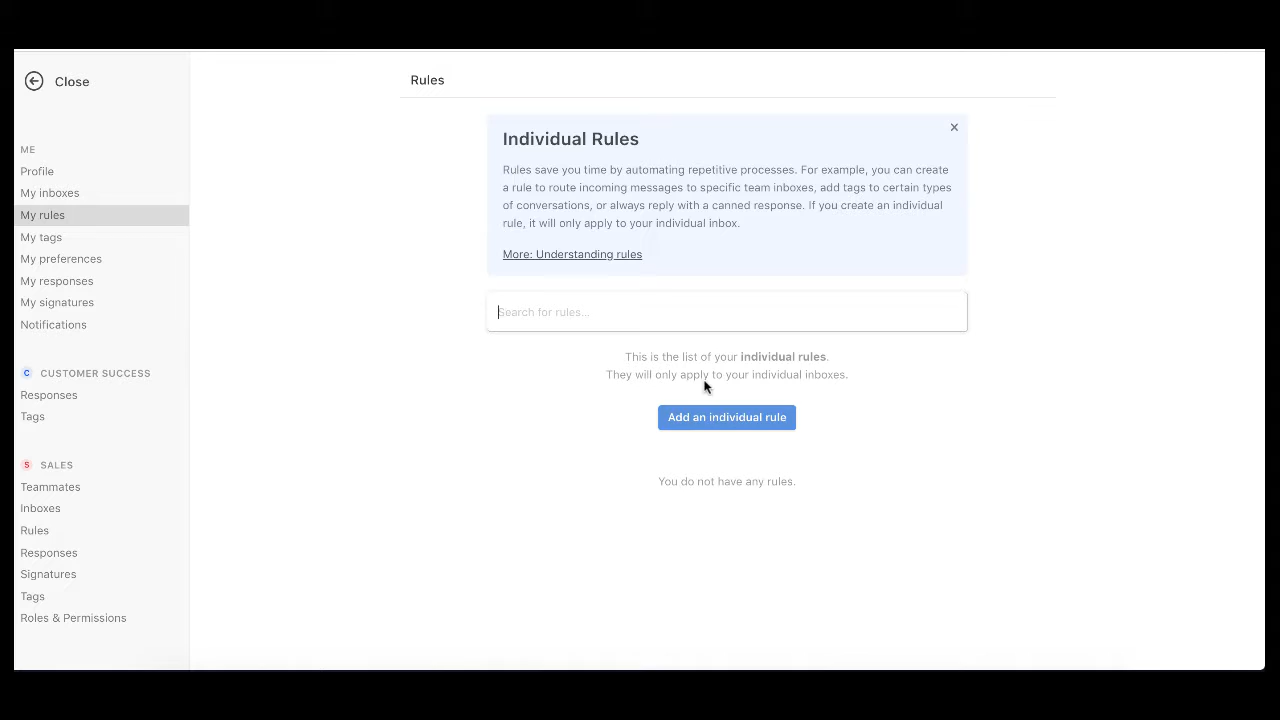 Close
ME
Profile
My inboxes
My rules
My tags
My preferences
My responses
My signatures
Notifications
C CUSTOMER SUCCESS
Responses
Tags
S SALES
Teammates
Inboxes
Rules
Responses
Signatures
Tags
Roles & Permissions
Rules
Individual Rules
Rules save you time by automating repetitive processes. For example, you can create
a rule to route incoming messages to specific team inboxes, add tags to certain types
of conversations, or always reply with a canned response. If you create an individual
rule, it will only apply to your individual inbox.
More: Understanding rules
Search for rules...
This is the list of your individual rules.
They will only apply to your individual inboxes.
Add an individual rule
You do not have any rules.